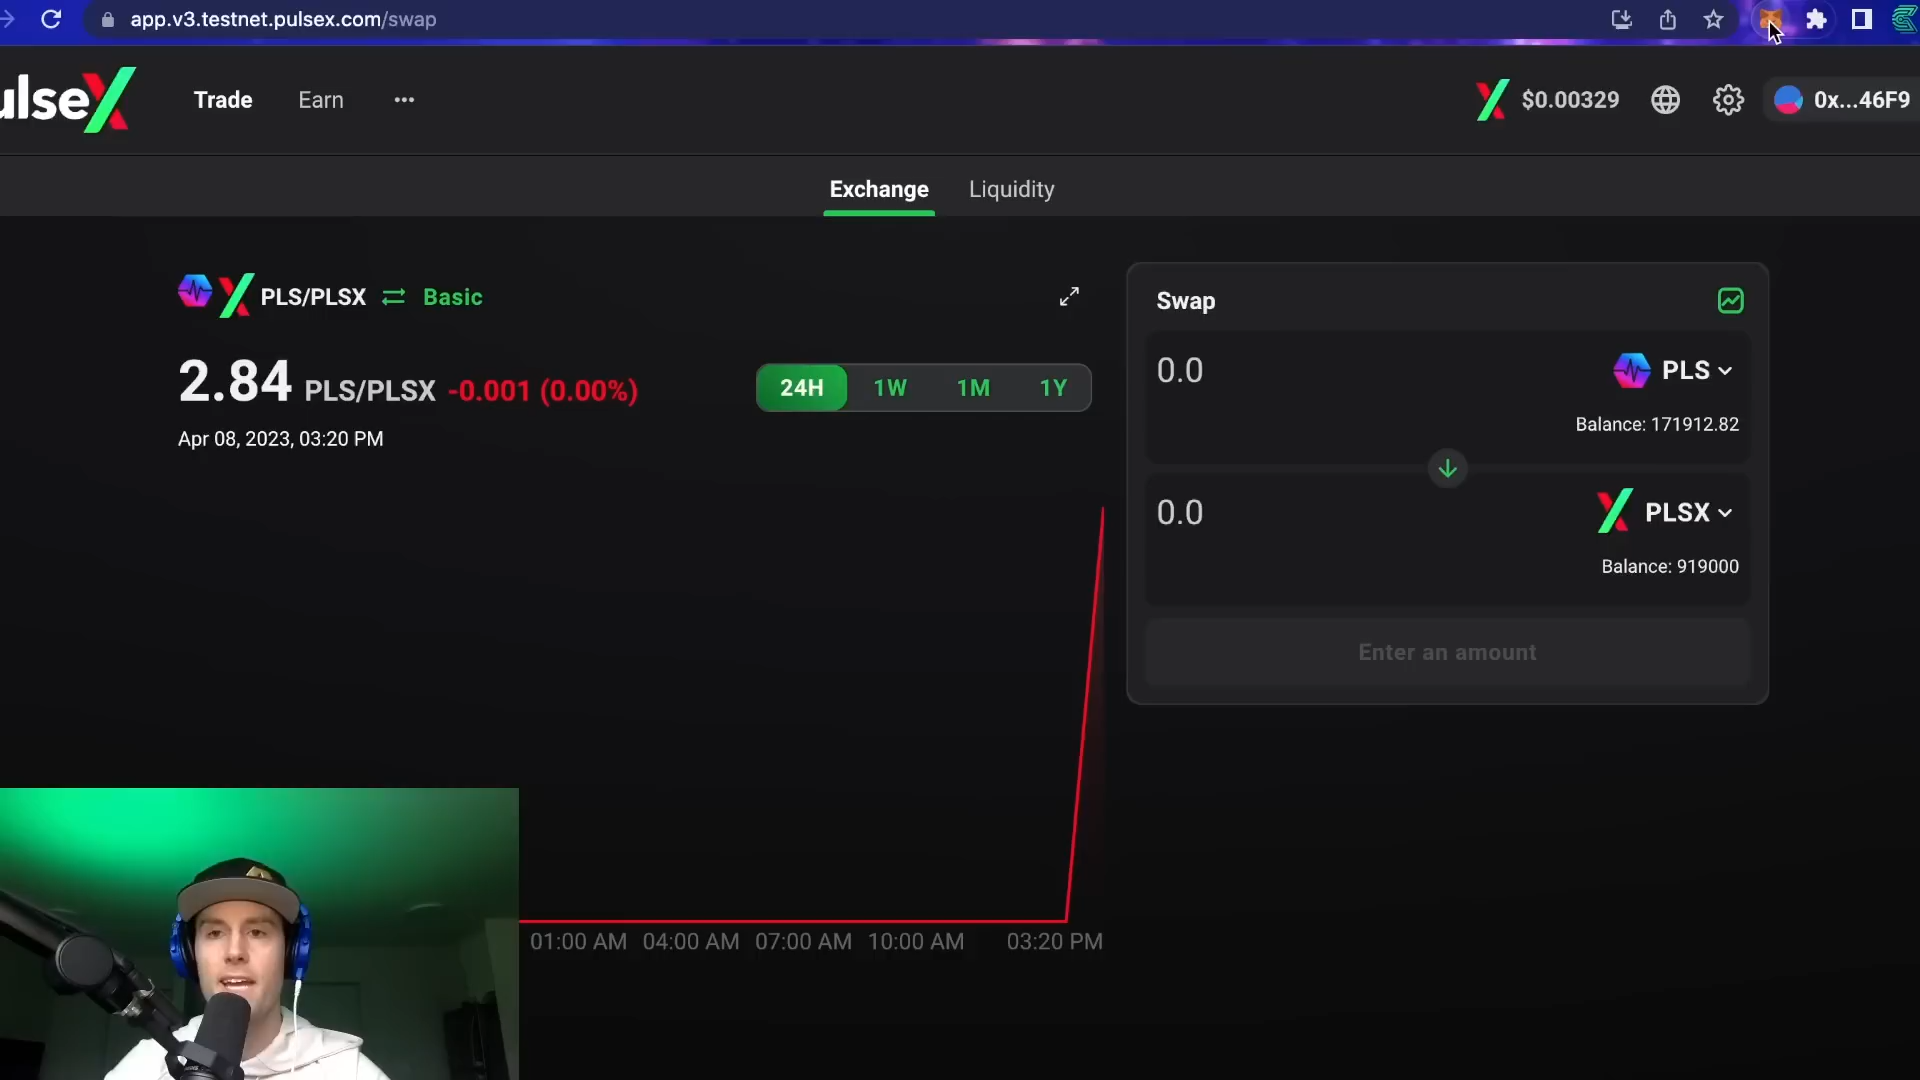 app.v3.testnet.pulsex.com/swap
ulseX
Trade
Earn
$0.00329
0x...46F9
Exchange
Liquidity
PLS/PLSX
Basic
2.84 PLS/PLSX -0.001 (0.00%)
24H
1W
1M
1Y
Apr 08, 2023, 03:20 PM
01:00 AM
04:00 AM
07:00 AM
10:00 AM
03:20 PM
Swap
0.0
PLS
Balance: 171912.82
0.0
PLSX
Balance: 919000
Enter an amount